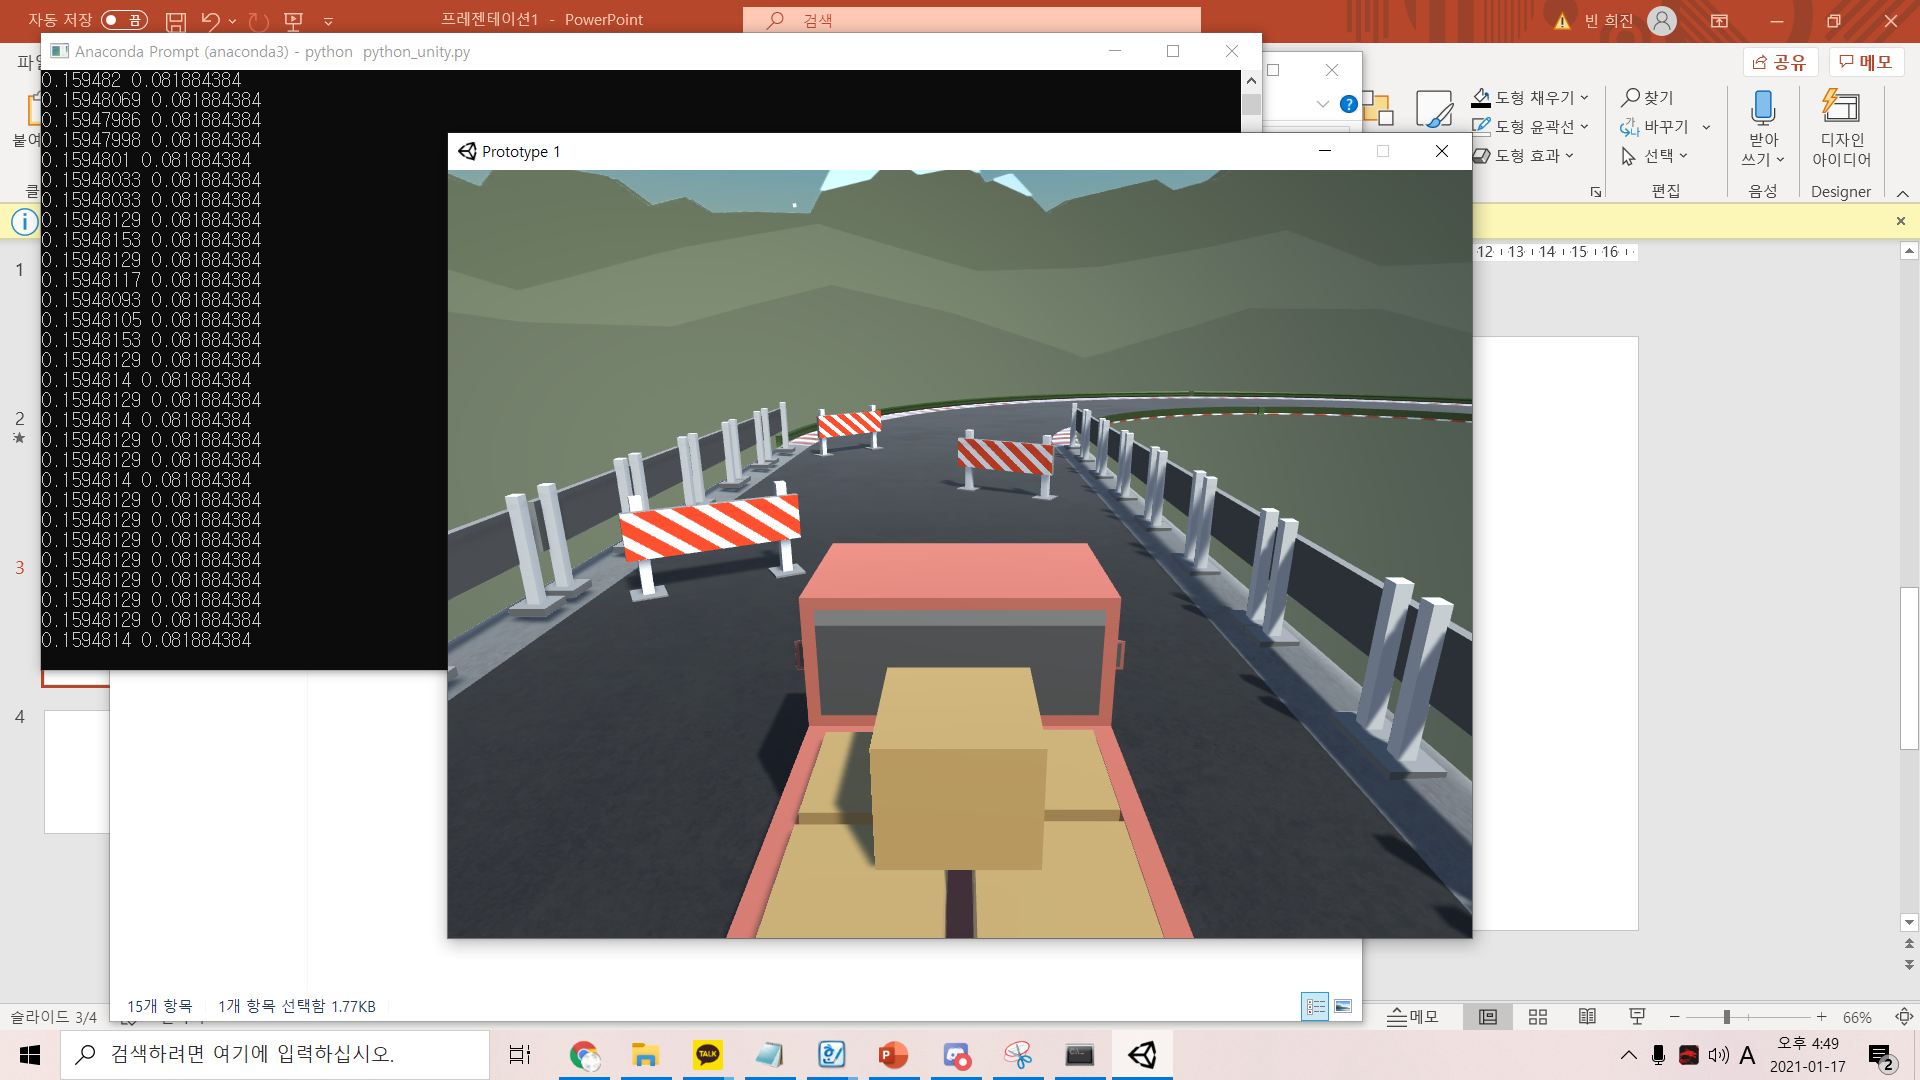 자동 저장 끔
프레젠테이션1 - PowerPoint
검색
빈 희진
Anaconda Prompt (anaconda3) - python python_unity.py
공유
메모
도형 채우기
도형 윤곽선
도형 효과
찾기
바꾸기
선택
편집
받아
쓰기
음성
디자인
아이디어
Designer
12 13 14 15 16
0.159482 0.081884384
0.15948069 0.081884384
0.15947986 0.081884384
0.15947998 0.081884384
0.1594801 0.081884384
0.15948033 0.081884384
0.15948033 0.081884384
0.15948129 0.081884384
0.15948153 0.081884384
0.15948129 0.081884384
0.15948117 0.081884384
0.15948093 0.081884384
0.15948105 0.081884384
0.15948153 0.081884384
0.15948129 0.081884384
0.1594814 0.081884384
0.15948129 0.081884384
0.1594814 0.081884384
0.15948129 0.081884384
0.15948129 0.081884384
0.1594814 0.081884384
0.15948129 0.081884384
0.15948129 0.081884384
0.15948129 0.081884384
0.15948129 0.081884384
0.15948129 0.081884384
0.15948129 0.081884384
0.15948129 0.081884384
0.1594814 0.081884384
Prototype 1
1
2
3
4
15개 항목
1개 항목 선택함 1.77KB
슬라이드 3/4
메모
66%
검색하려면 여기에 입력하십시오.
TALK
A
오후 4:49
2021-01-17
2